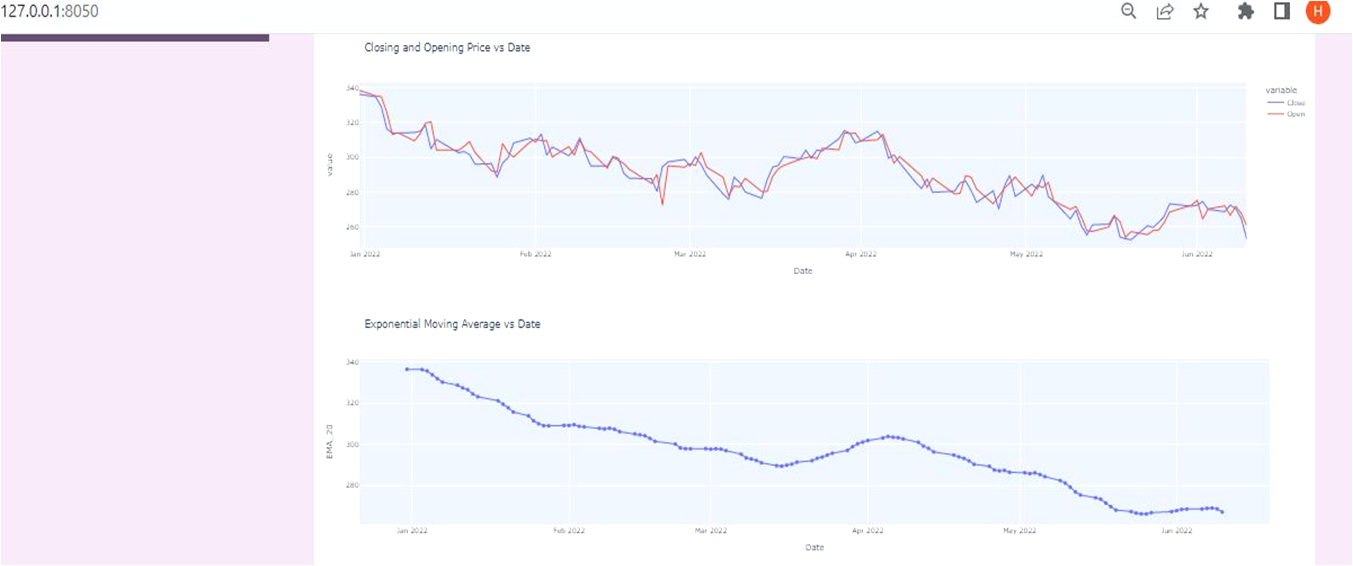 127.0.0.1:8050
H
Closing and Opening Price vs Date
variable
Close
Open
value
340
320
300
280
260
Jan 2022 Feb 2022 Mar 2022 Apr 2022 May 2022 Jun 2022
Date
Exponential Moving Average vs Date
EMA_20
340
320
300
280
Jan 2022 Feb 2022 Mar 2022 Apr 2022 May 2022 Jun 2022
Date